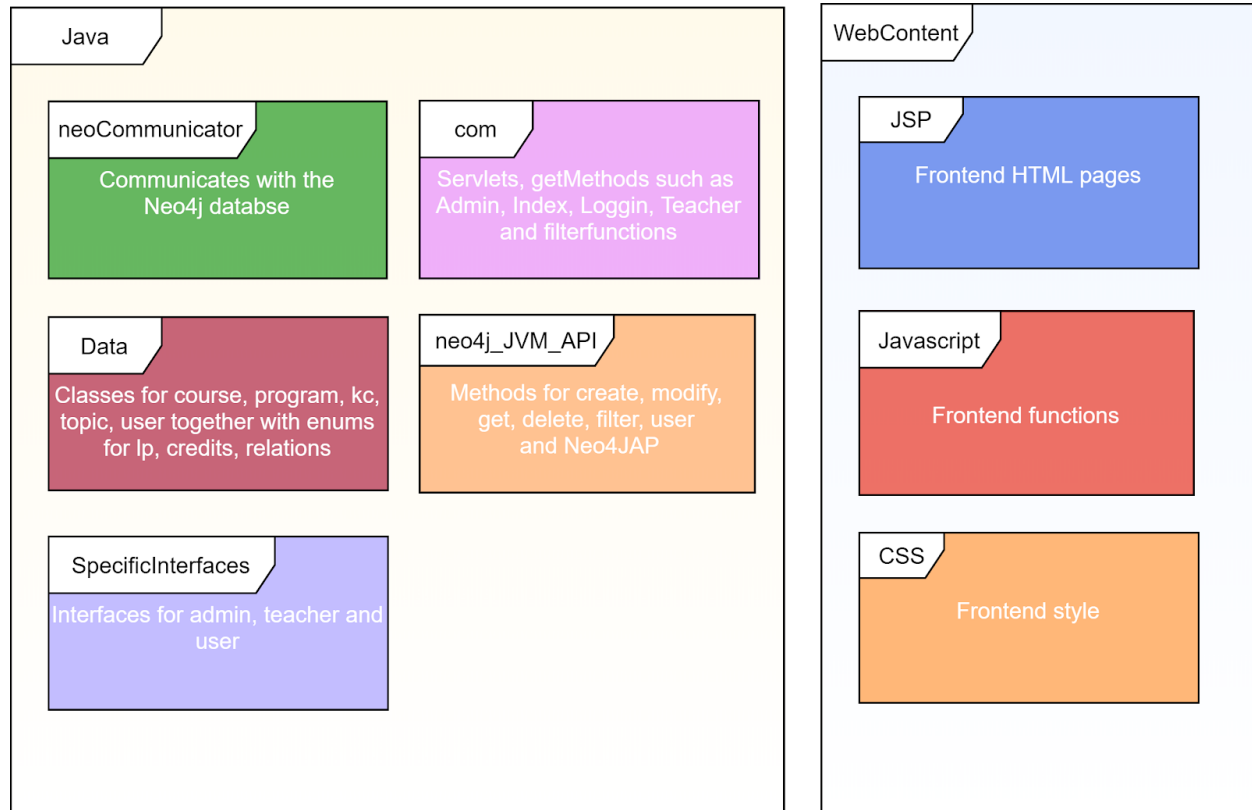 Java
neoCommunicator
Communicates with the
Neo4j databse
com
Servlets, getMethods such as
Admin, Index, Loggin, Teacher
and filterfunctions
Data
Classes for course, program, kc,
topic, user together with enums
for lp, credits, relations
neo4j_JVM_API
Methods for create, modify,
get, delete, filter, user
and Neo4JAP
SpecificInterfaces
Interfaces for admin, teacher and
user
WebContent
JSP
Frontend HTML pages
Javascript
Frontend functions
CSS
Frontend style